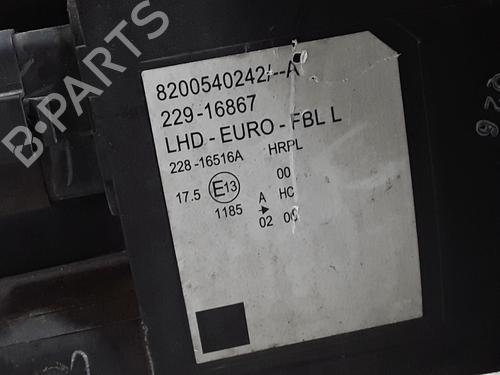 B-PARTS
8200540242/--A
229-16867
LHD - EURO - FBL L
228-16516A HRPL
00
17.5 E13 A HC
1185
02 00